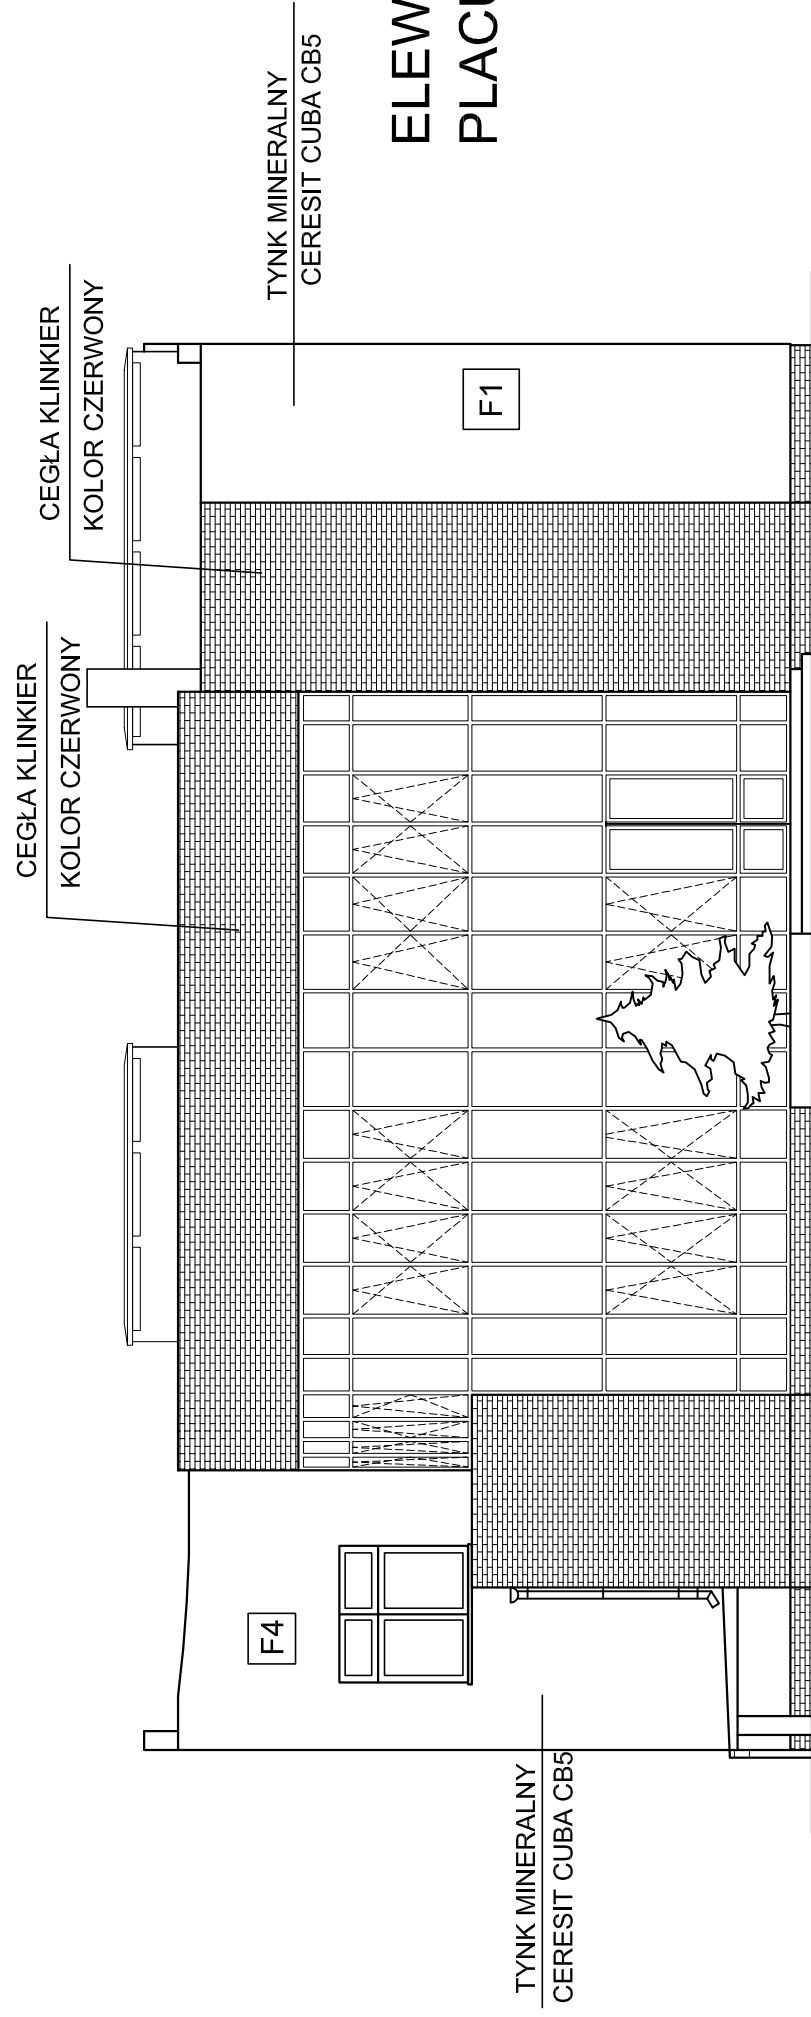 CEGŁA KLINKIER
KOLOR CZERWONY
CEGŁA KLINKIER
KOLOR CZERWONY
TYNK MINERALNY
CERESIT CUBA CB5
F4
F1
TYNK MINERALNY
CERESIT CUBA CB5